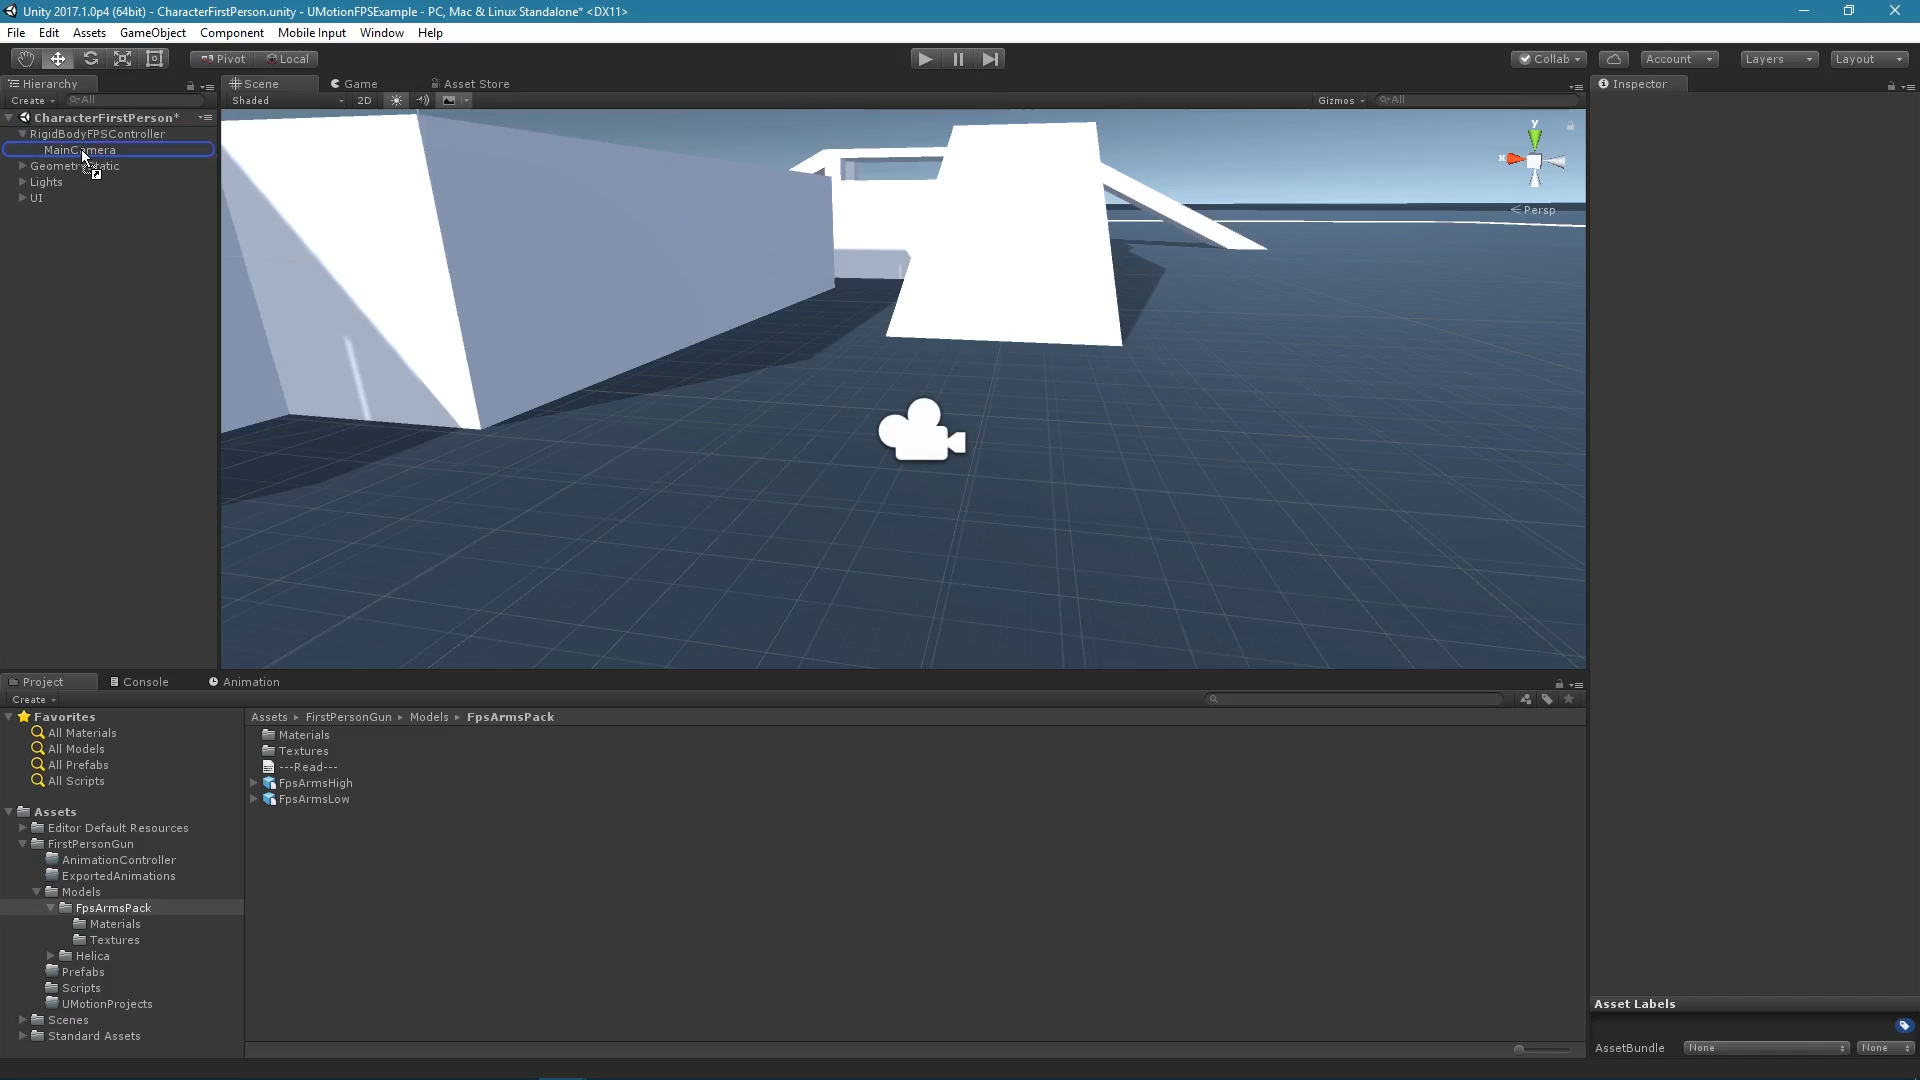 Unity 2017.1.0p4 (64bit) - CharacterFirstPerson.unity - UMotionFPSExample - PC, Mac & Linux Standalone* <DX11>
File Edit Assets GameObject Component Mobile Input Window Help
Pivot Local Collab Account Layers Layout
Hierarchy Scene Game Asset Store Inspector
Create All Shaded 2D Gizmos All
CharacterFirstPerson*
RigidBodyFPSController
MainCamera
Lights
UI
y
x
Persp
Project Console Animation
Create
Favorites
All Materials
All Models
All Prefabs
All Scripts
Assets
Editor Default Resources
FirstPersonGun
AnimationController
ExportedAnimations
Models
FpsArmsPack
Materials
Textures
Helica
Prefabs
Scripts
UMotionProjects
Scenes
Standard Assets
Assets FirstPersonGun Models FpsArmsPack
Materials
Textures
---Read---
FpsArmsHigh
FpsArmsLow
Asset Labels
AssetBundle None None